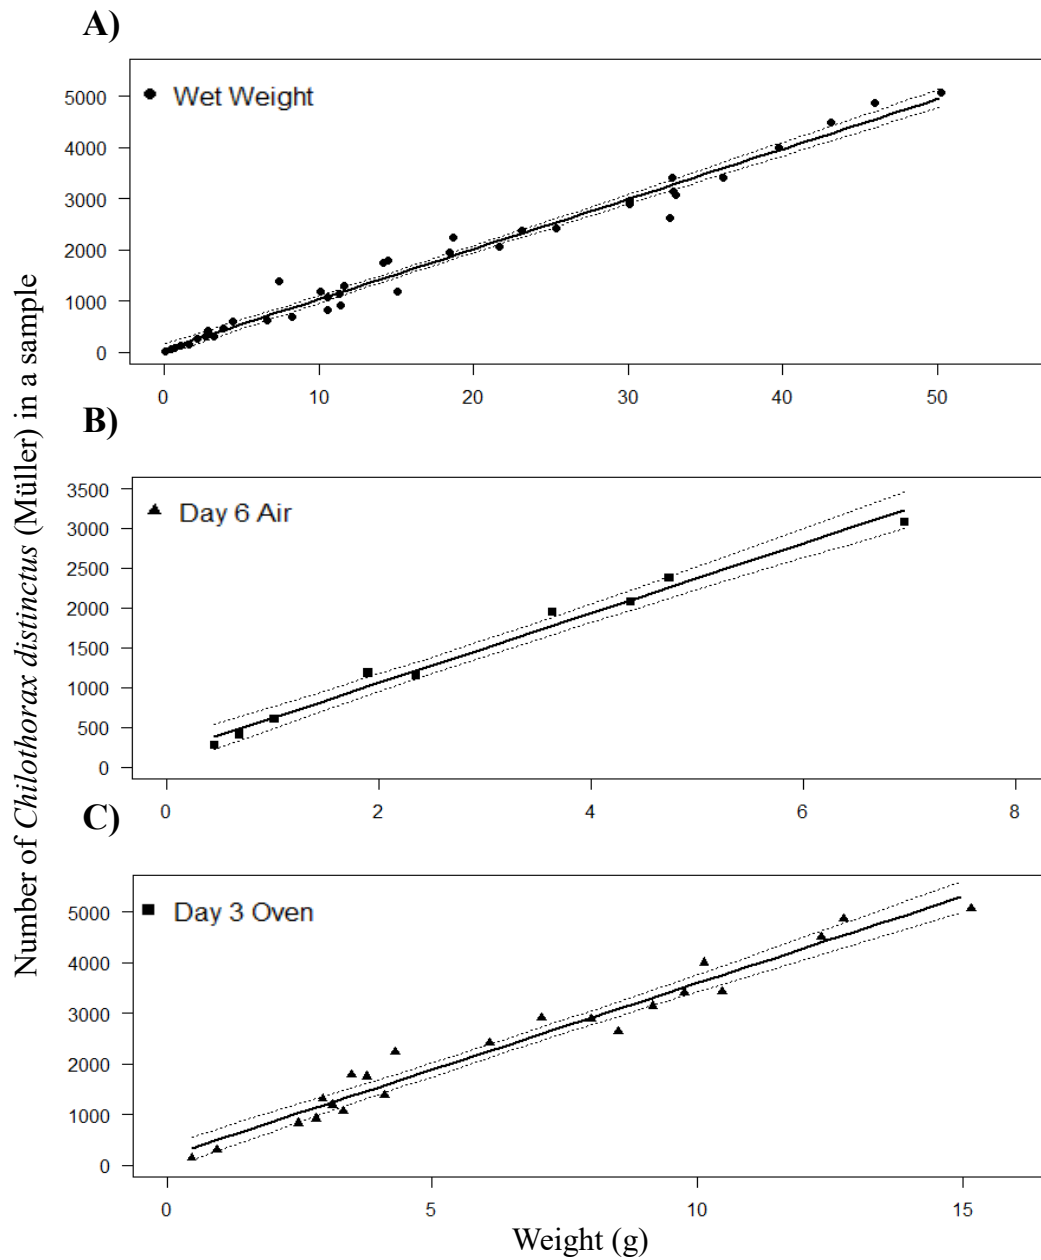 A)
Wet Weight
5000
4000
3000
2000
1000
0
0 10 20 30 40 50
B)
Day 6 Air
3500
3000
2500
2000
1500
1000
500
0
0 2 4 6 8
C)
Day 3 Oven
5000
4000
3000
2000
1000
0
0 5 10 15
Weight (g)
Number of Chilothorax distinctus (Müller) in a sample